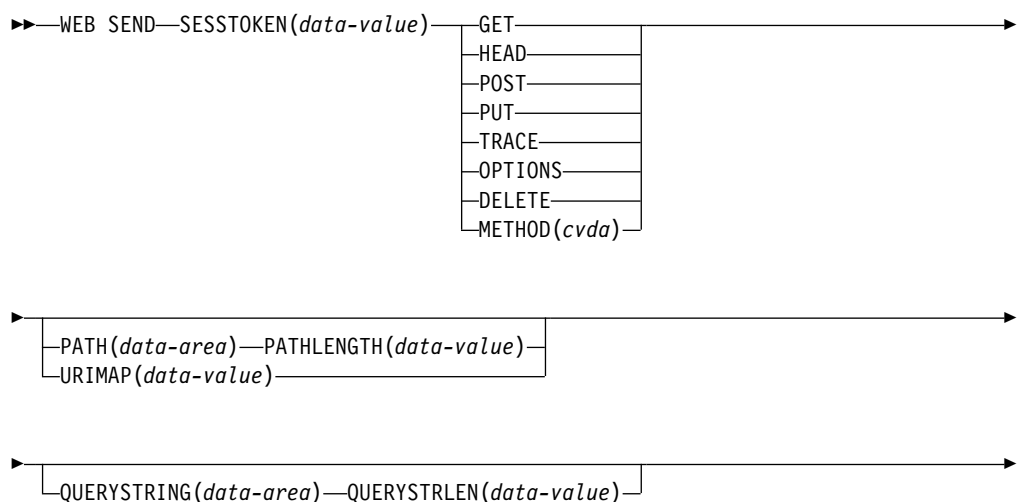 WEB SEND SESSTOKEN(data-value) GET
HEAD
POST
PUT
TRACE
OPTIONS
DELETE
METHOD(cvda)
PATH(data-area) PATHLENGTH(data-value)
URIMAP(data-value)
QUERYSTRING(data-area) QUERYSTRLEN(data-value)